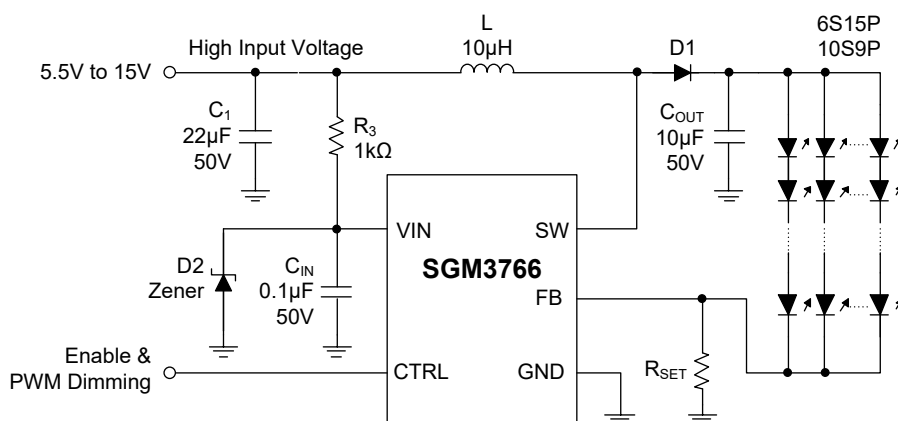 High Input Voltage
5.5V to 15V
L
10μH
D1
6S15P
10S9P
C1
22μF
50V
R3
1kΩ
COUT
10μF
50V
VIN
SW
SGM3766
D2
Zener
CIN
0.1μF
50V
FB
Enable &
PWM Dimming
CTRL
GND
RSET